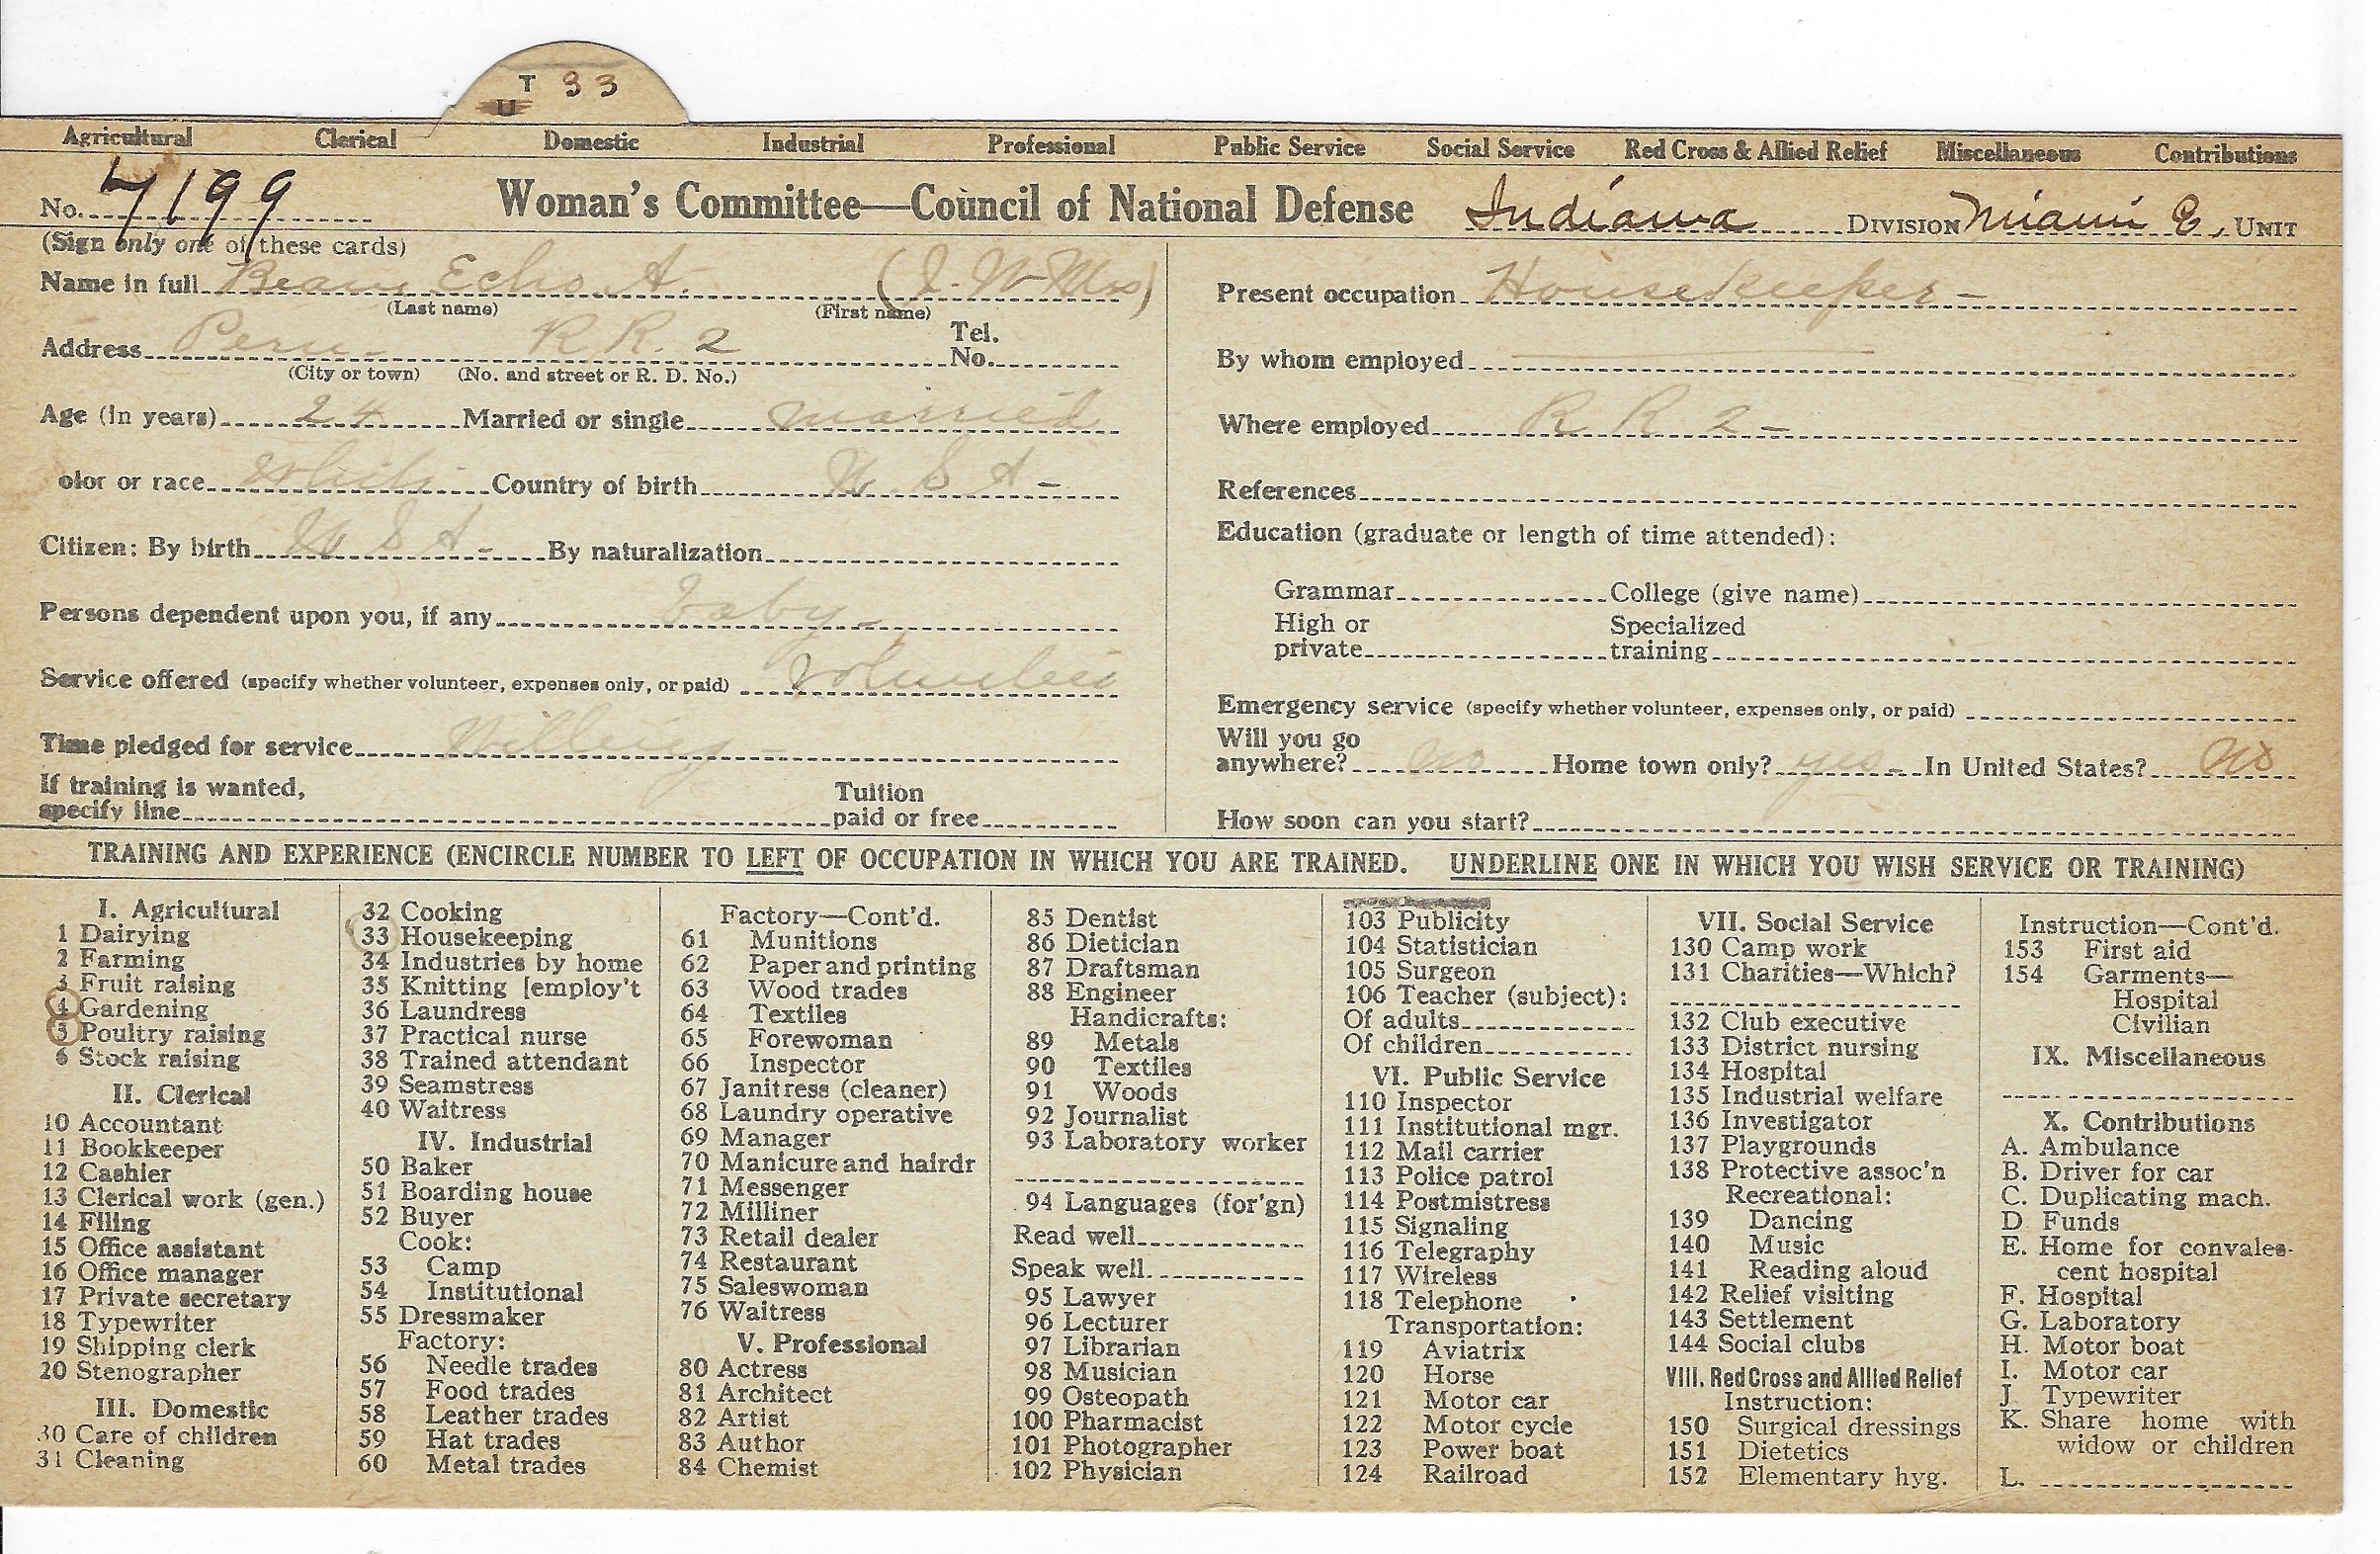 T 33
U
Agricultural Clerical Domestic Industrial Professional Public Service Social Service Red Cross & Allied Relief Miscellaneous Contributions
No. 7199 Woman's Committee—Council of National Defense Indiana DIVISION Miami Co. UNIT
(Sign only one of these cards)
Name in full Beam Echo A. (J. W. Mrs)
(Last name) (First name)
Address Peru - R R. 2 Tel. No.
(City or town) (No. and street or R. D. No.)
Age (in years) 24 Married or single married
olor or race White Country of birth U S A -
Citizen: By birth U S A - By naturalization
Persons dependent upon you, if any baby -
Service offered (specify whether volunteer, expenses only, or paid) Volunteer
Time pledged for service Willing -
If training is wanted, specify line Tuition paid or free
Present occupation Housekeeper -
By whom employed
Where employed R R 2 -
References
Education (graduate or length of time attended):
Grammar College (give name)
High or private Specialized training
Emergency service (specify whether volunteer, expenses only, or paid)
Will you go anywhere? no Home town only? yes - In United States? no
How soon can you start?
TRAINING AND EXPERIENCE (ENCIRCLE NUMBER TO LEFT OF OCCUPATION IN WHICH YOU ARE TRAINED. UNDERLINE ONE IN WHICH YOU WISH SERVICE OR TRAINING)
I. Agricultural
1 Dairying
2 Farming
3 Fruit raising
4 Gardening
5 Poultry raising
6 Stock raising
II. Clerical
10 Accountant
11 Bookkeeper
12 Cashier
13 Clerical work (gen.)
14 Filing
15 Office assistant
16 Office manager
17 Private secretary
18 Typewriter
19 Shipping clerk
20 Stenographer
III. Domestic
30 Care of children
31 Cleaning
32 Cooking
33 Housekeeping
34 Industries by home
35 Knitting [employ't
36 Laundress
37 Practical nurse
38 Trained attendant
39 Seamstress
40 Waitress
IV. Industrial
50 Baker
51 Boarding house
52 Buyer
Cook:
53 Camp
54 Institutional
55 Dressmaker
Factory:
56 Needle trades
57 Food trades
58 Leather trades
59 Hat trades
60 Metal trades
Factory—Cont'd.
61 Munitions
62 Paper and printing
63 Wood trades
64 Textiles
65 Forewoman
66 Inspector
67 Janitress (cleaner)
68 Laundry operative
69 Manager
70 Manicure and hairdr
71 Messenger
72 Milliner
73 Retail dealer
74 Restaurant
75 Saleswoman
76 Waitress
V. Professional
80 Actress
81 Architect
82 Artist
83 Author
84 Chemist
85 Dentist
86 Dietician
87 Draftsman
88 Engineer
Handicrafts:
89 Metals
90 Textiles
91 Woods
92 Journalist
93 Laboratory worker
94 Languages (for'gn)
Read well
Speak well
95 Lawyer
96 Lecturer
97 Librarian
98 Musician
99 Osteopath
100 Pharmacist
101 Photographer
102 Physician
103 Publicity
104 Statistician
105 Surgeon
106 Teacher (subject):
Of adults
Of children
VI. Public Service
110 Inspector
111 Institutional mgr.
112 Mail carrier
113 Police patrol
114 Postmistress
115 Signaling
116 Telegraphy
117 Wireless
118 Telephone
Transportation:
119 Aviatrix
120 Horse
121 Motor car
122 Motor cycle
123 Power boat
124 Railroad
VII. Social Service
130 Camp work
131 Charities—Which?
132 Club executive
133 District nursing
134 Hospital
135 Industrial welfare
136 Investigator
137 Playgrounds
138 Protective assoc'n
Recreational:
139 Dancing
140 Music
141 Reading aloud
142 Relief visiting
143 Settlement
144 Social clubs
VIII. Red Cross and Allied Relief
Instruction:
150 Surgical dressings
151 Dietetics
152 Elementary hyg.
Instruction—Cont'd.
153 First aid
154 Garments—
Hospital
Civilian
IX. Miscellaneous
X. Contributions
A. Ambulance
B. Driver for car
C. Duplicating mach.
D. Funds
E. Home for convales-
cent hospital
F. Hospital
G. Laboratory
H. Motor boat
I. Motor car
J. Typewriter
K. Share home with
widow or children
L.